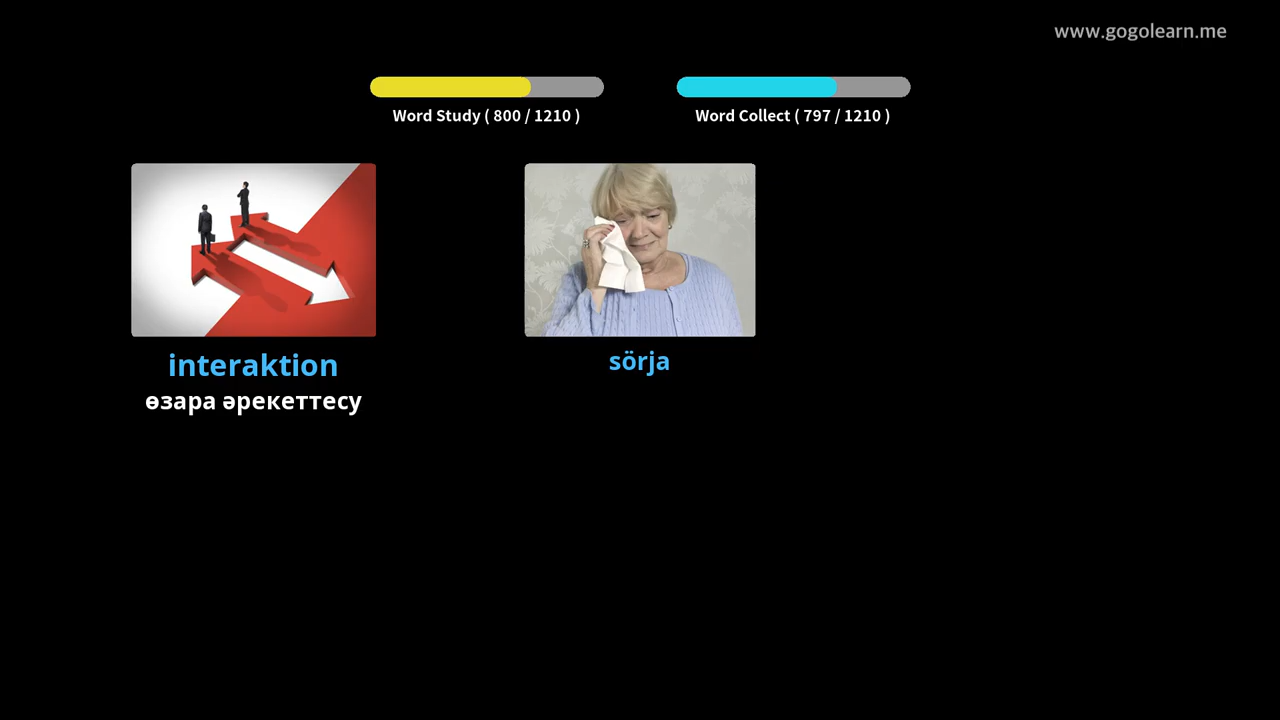 www.gogolearn.me
Word Study ( 800 / 1210 )
Word Collect ( 797 / 1210 )
interaktion
өзара әрекеттесу
sörja